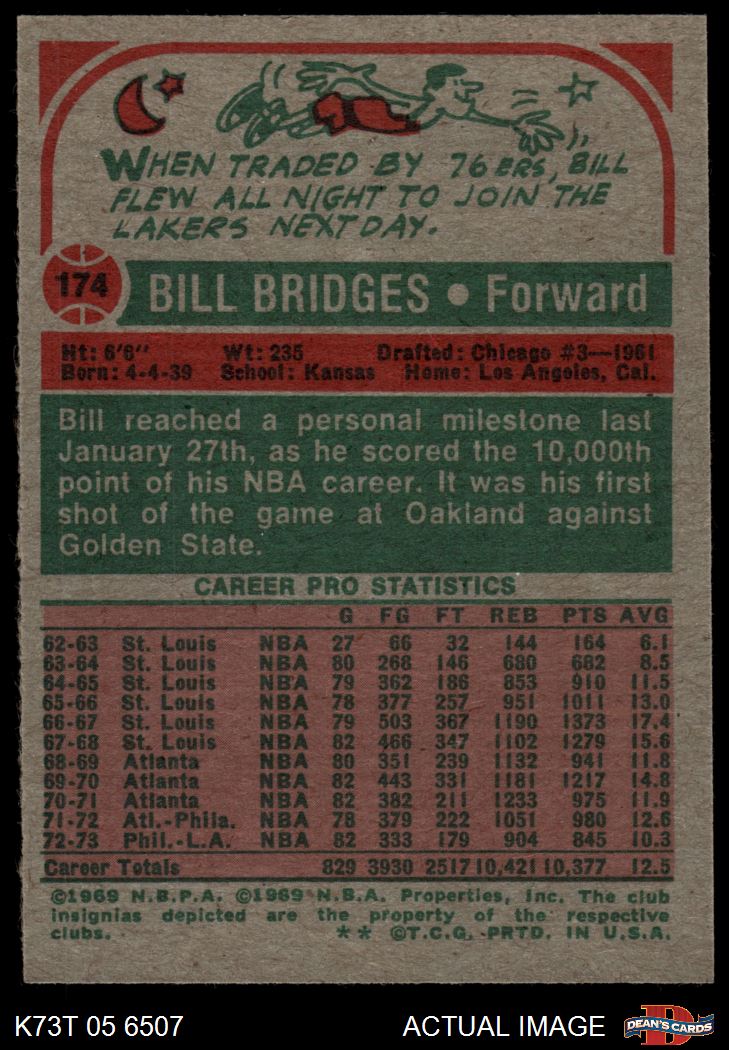 WHEN TRADED BY 76ERS, BILL
FLEW ALL NIGHT TO JOIN THE
LAKERS NEXT DAY.
174 BILL BRIDGES • Forward
Ht: 6'6" Wt: 235 Drafted: Chicago #3—1961
Born: 4-4-39 School: Kansas Home: Los Angeles, Cal.
Bill reached a personal milestone last
January 27th, as he scored the 10,000th
point of his NBA career. It was his first
shot of the game at Oakland against
Golden State.
CAREER PRO STATISTICS
G FG FT REB PTS AVG
62-63 St. Louis NBA 27 66 32 144 164 6.1
63-64 St. Louis NBA 80 268 146 680 682 8.5
64-65 St. Louis NBA 79 362 186 853 910 11.5
65-66 St. Louis NBA 78 377 257 951 1011 13.0
66-67 St. Louis NBA 79 503 367 1190 1373 17.4
67-68 St. Louis NBA 82 466 347 1102 1279 15.6
68-69 Atlanta NBA 80 351 239 1132 941 11.8
69-70 Atlanta NBA 82 443 331 1181 1217 14.8
70-71 Atlanta NBA 82 382 211 1233 975 11.9
71-72 Atl.-Phila. NBA 78 379 222 1051 980 12.6
72-73 Phil.-L.A. NBA 82 333 179 904 845 10.3
Career Totals 829 3930 2517 10,421 10,377 12.5
©1969 N.B.P.A. ©1969 N.B.A. Properties, Inc. The club
insignias depicted are the property of the respective
clubs. ** ©T.C.G. PRTD. IN U.S.A.
K73T 05 6507 ACTUAL IMAGE DEAN'S CARDS